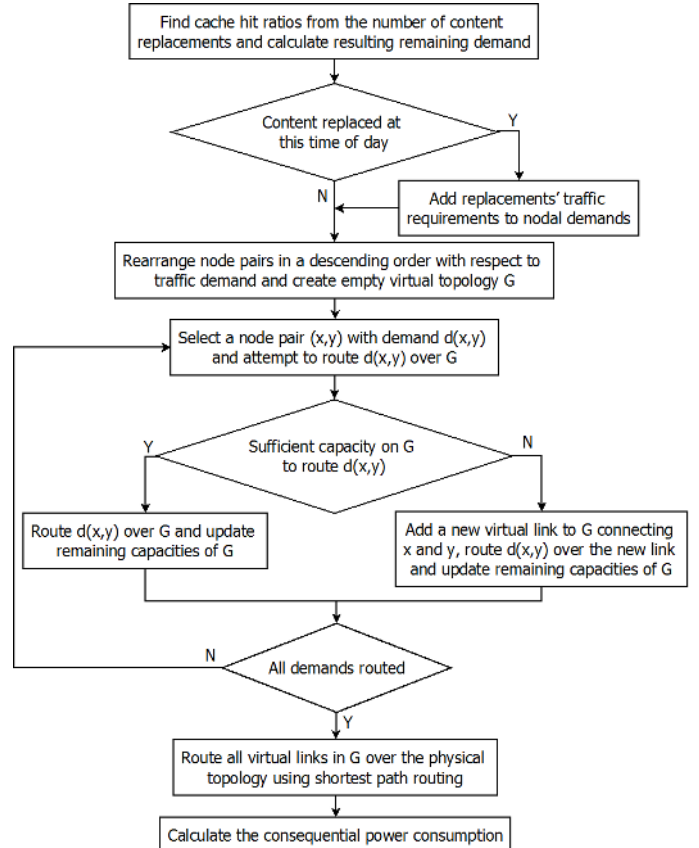 Find cache hit ratios from the number of content
replacements and calculate resulting remaining demand
Content replaced at
this time of day
Y
N
Add replacements' traffic
requirements to nodal demands
Rearrange node pairs in a descending order with respect to
traffic demand and create empty virtual topology G
Select a node pair (x,y) with demand d(x,y)
and attempt to route d(x,y) over G
Y
Sufficient capacity on G
to route d(x,y)
N
Route d(x,y) over G and update
remaining capacities of G
Add a new virtual link to G connecting
x and y, route d(x,y) over the new link
and update remaining capacities of G
N
All demands routed
Y
Route all virtual links in G over the physical
topology using shortest path routing
Calculate the consequential power consumption